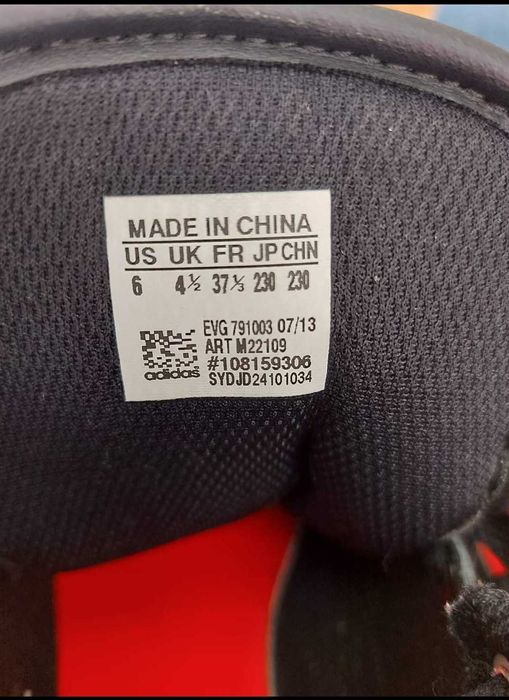 MADE IN CHINA
US UK FR JP CHN
6 4½ 37⅓ 230 230
EVG 791003 07/13
ART M22109
#108159306
adidas SYDJD24101034